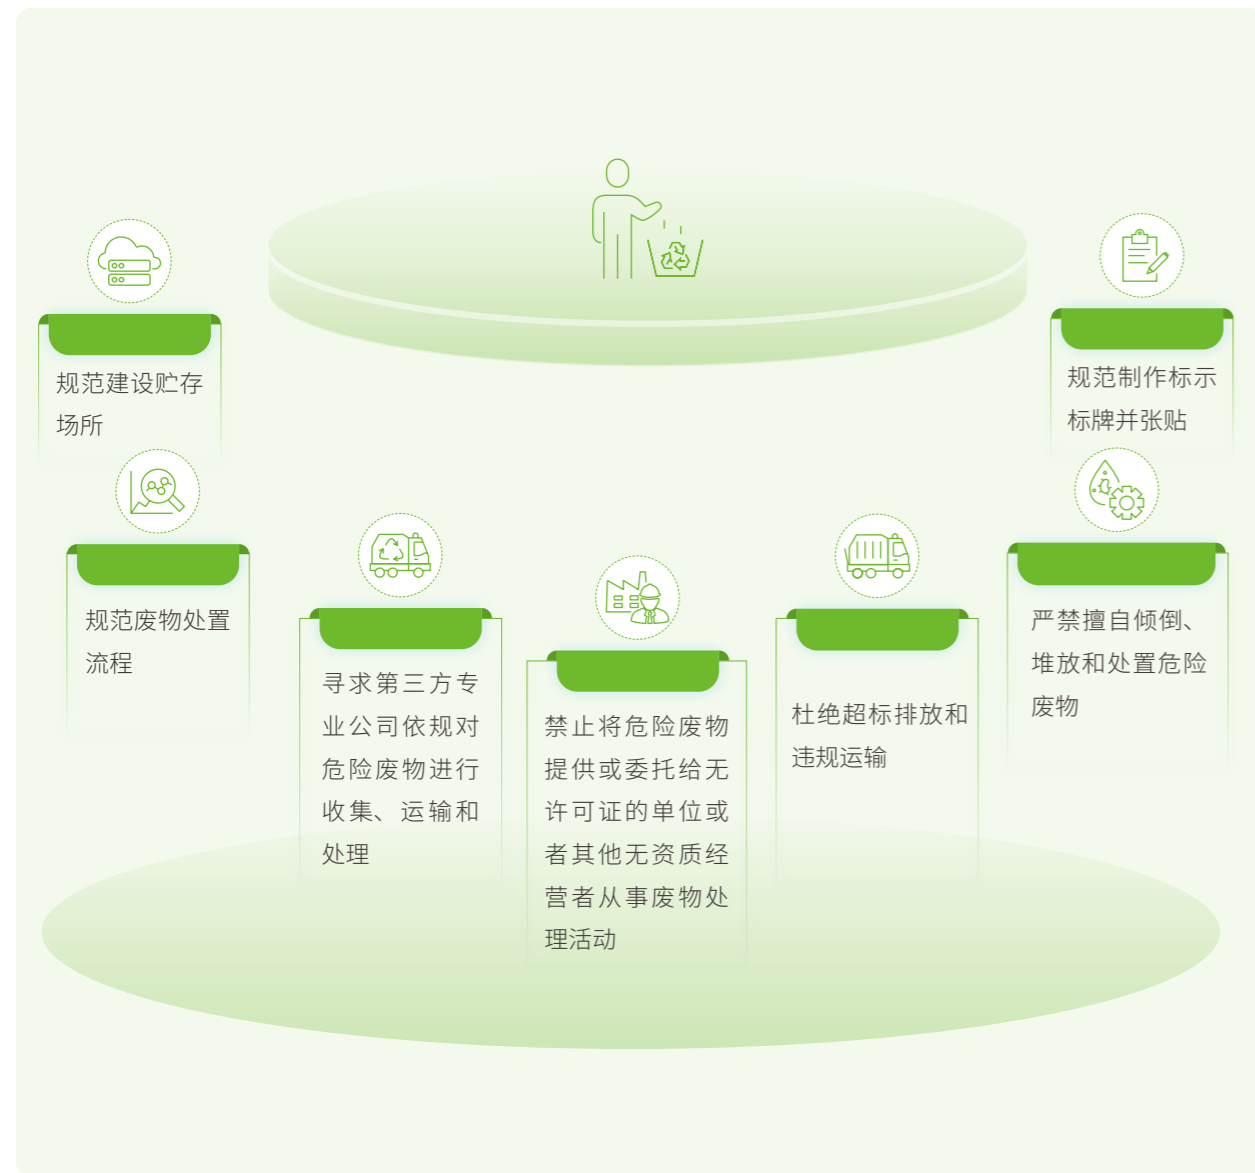 规范建设贮存
场所
规范废物处置
流程
寻求第三方专
业公司依规对
危险废物进行
收集、运输和
处理
禁止将危险废物
提供或委托给无
许可证的单位或
者其他无资质经
营者从事废物处
理活动
杜绝超标排放和
违规运输
严禁擅自倾倒、
堆放和处置危险
废物
规范制作标示
标牌并张贴